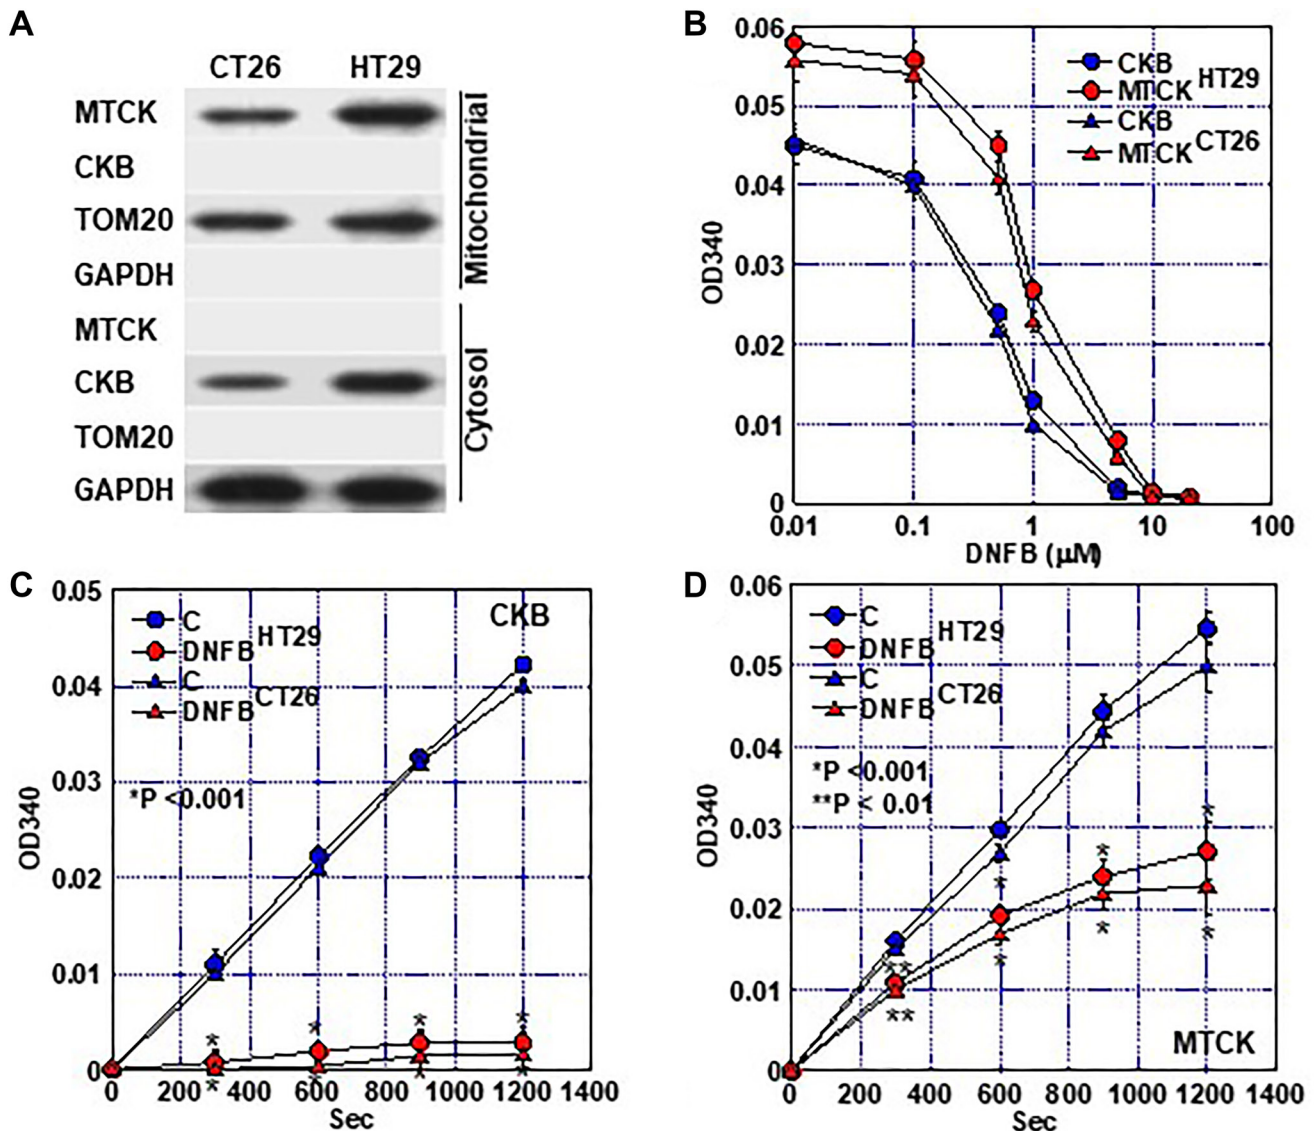 A
CT26 HT29
MTCK
CKB
TOM20
GAPDH
Mitochondrial
MTCK
CKB
TOM20
GAPDH
Cytosol
B
0.06
0.05
0.04
0.03
0.02
0.01
0
OD340
CKB
MTCK HT29
CKB
MTCK CT26
0.01 0.1 1 10 100
DNFB (µM)
C
0.05
0.04
0.03
0.02
0.01
0
OD340
CKB
C
DNFB HT29
C
DNFB CT26
*P <0.001
* * * *
* * * *
0 200 400 600 800 1000 1200 1400
Sec
D
0.06
0.05
0.04
0.03
0.02
0.01
0
OD340
C
DNFB HT29
C
DNFB CT26
*P <0.001
**P < 0.01
** * * *
** * * *
MTCK
0 200 400 600 800 1000 1200 1400
Sec